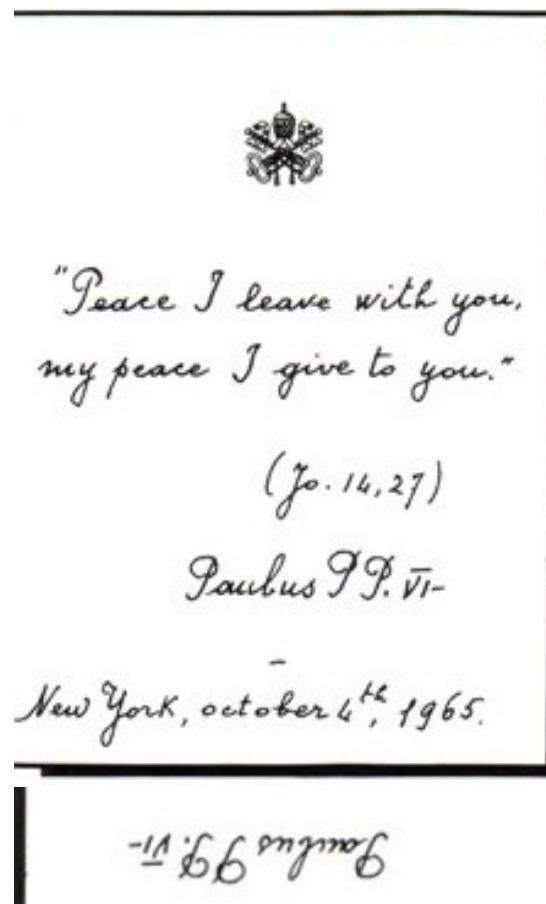 "Peace I leave with you,
my peace I give to you."
(Jo. 14, 27)
Paulus PP. VI-
–
New York, october 4th, 1965.
Paulus PP. VI-